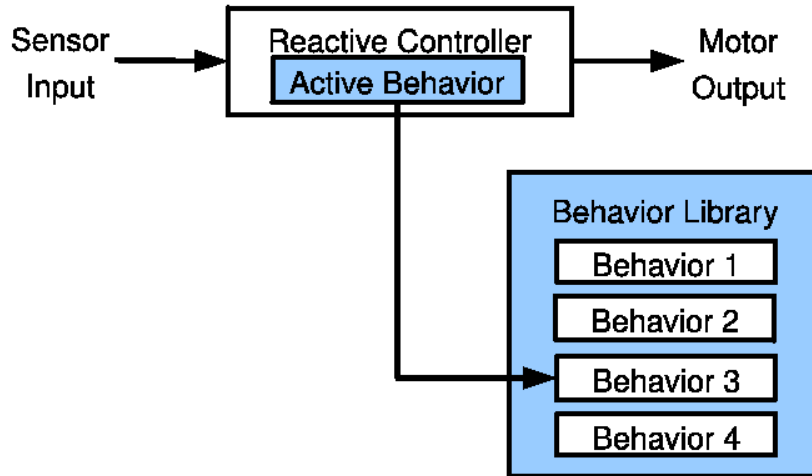 Sensor
Input
Reactive Controller
Active Behavior
Motor
Output
Behavior Library
Behavior 1
Behavior 2
Behavior 3
Behavior 4